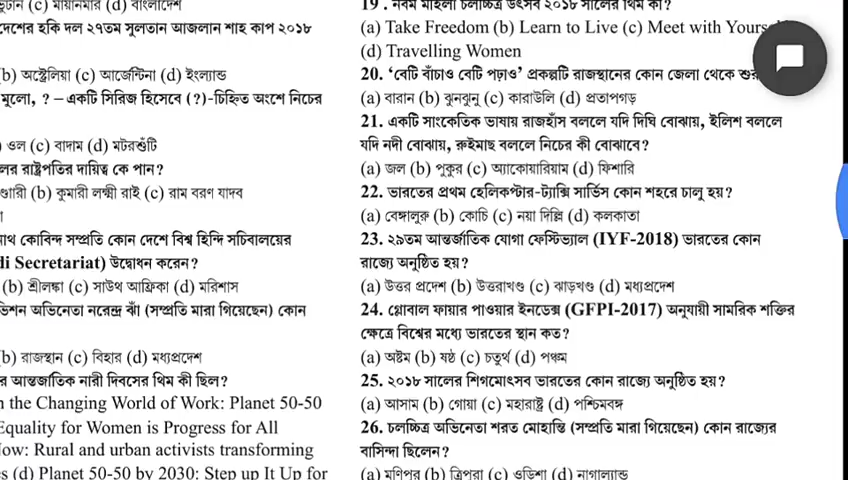 (c) মায়ানমার (d) বাংলাদেশ
দেশের হকি দল ২৭তম সুলতান আজলান শাহ কাপ ২০১৮
(b) অস্ট্রেলিয়া (c) আর্জেন্টিনা (d) ইংল্যান্ড
মুলো, ? – একটি সিরিজ হিসেবে (?)-চিহ্নিত অংশে নিচের
ওল (c) বাদাম (d) মটরশুঁটি
রাষ্ট্রপতির দায়িত্ব কে পান?
(b) কুমারী লক্ষ্মী রাই (c) রাম বরণ যাদব
কোবিন্দ সম্প্রতি কোন দেশে বিশ্ব হিন্দি সচিবালয়ের
Secretariat) উদ্বোধন করেন?
(b) শ্রীলঙ্কা (c) সাউথ আফ্রিকা (d) মরিশাস
অভিনেতা নরেন্দ্র ঝাঁ (সম্প্রতি মারা গিয়েছেন) কোন
(b) রাজস্থান (c) বিহার (d) মধ্যপ্রদেশ
আন্তর্জাতিক নারী দিবসের থিম কী ছিল?
the Changing World of Work: Planet 50-50
Equality for Women is Progress for All
Rural and urban activists transforming
(d) Planet 50-50 by 2030: Step up It Up for
19 . নবম মহিলা চলচ্চিত্র উৎসব ২০১৮ সালের থিম কী?
(a) Take Freedom (b) Learn to Live (c) Meet with
(d) Travelling Women
20. ‘বেটি বাঁচাও বেটি পঢ়াও’ প্রকল্পটি রাজস্থানের কোন জেলা থেকে
(a) বারান (b) ঝুনঝুনু (c) কারাউলি (d) প্রতাপগড়
21. একটি সাংকেতিক ভাষায় রাজহাঁস বললে যদি দিঘি বোঝায়, ইলিশ বললে
যদি নদী বোঝায়, রুইমাছ বললে নিচের কী বোঝাবে?
(a) জল (b) পুকুর (c) অ্যাকোয়ারিয়াম (d) ফিশারি
22. ভারতের প্রথম হেলিকপ্টার-ট্যাক্সি সার্ভিস কোন শহরে চালু হয়?
(a) বেঙ্গালুরু (b) কোচি (c) নয়া দিল্লি (d) কলকাতা
23. ২৯তম আন্তর্জাতিক যোগা ফেস্টিভ্যাল (IYF-2018) ভারতের কোন
রাজ্যে অনুষ্ঠিত হয়?
(a) উত্তর প্রদেশ (b) উত্তরাখণ্ড (c) ঝাড়খণ্ড (d) মধ্যপ্রদেশ
24. গ্লোবাল ফায়ার পাওয়ার ইনডেক্স (GFPI-2017) অনুযায়ী সামরিক শক্তির
ক্ষেত্রে বিশ্বের মধ্যে ভারতের স্থান কত?
(a) অষ্টম (b) ষষ্ঠ (c) চতুর্থ (d) পঞ্চম
25. ২০১৮ সালের শিগমোৎসব ভারতের কোন রাজ্যে অনুষ্ঠিত হয়?
(a) আসাম (b) গোয়া (c) মহারাষ্ট্র (d) পশ্চিমবঙ্গ
26. চলচ্চিত্র অভিনেতা শরত মোহান্তি (সম্প্রতি মারা গিয়েছেন) কোন রাজ্যের
বাসিন্দা ছিলেন?
(a) মণিপুর (b) ত্রিপুরা (c) ওড়িশা (d) নাগাল্যান্ড